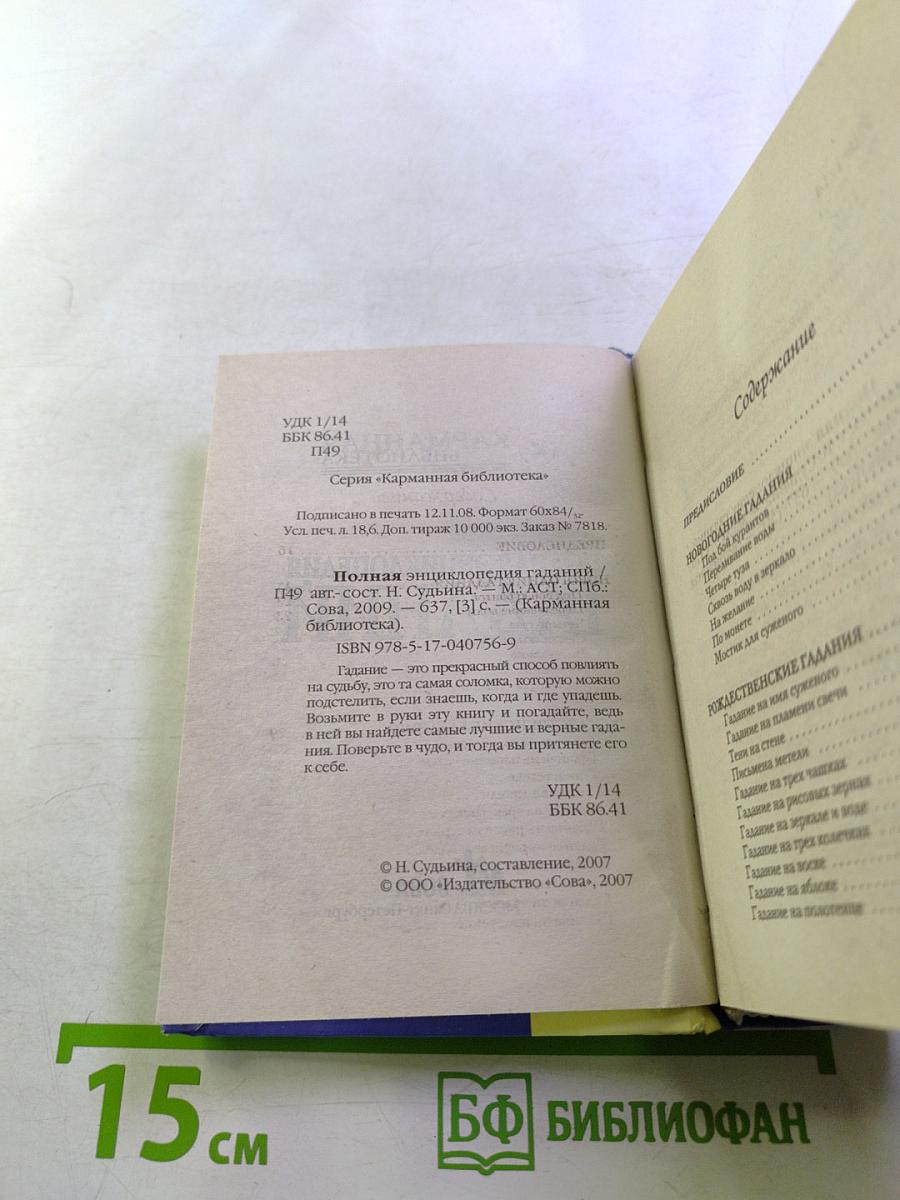 УДК 1/14
ББК 86.41
П49
Серия «Карманная библиотека»
Подписано в печать 12.11.08. Формат 60х84/
Усл. печ. л. 18,6. Доп. тираж 10 000 экз. Заказ № 7818.
Полная энциклопедия гаданий /
П49 авт.- сост. Н. Судьина. — М.: АСТ; СПб.:
Сова, 2009. — 637, [3] с. — (Карманная
библиотека).
ISBN 978-5-17-040756-9
Гадание — это прекрасный способ повлиять
на судьбу, это та самая соломка, которую можно
подстелить, если знаешь, когда и где упадешь.
Возьмите в руки эту книгу и погадайте, ведь
в ней вы найдете самые лучшие и верные гада-
ния. Поверьте в чудо, и тогда вы притянете его
к себе.
УДК 1/14
ББК 86.41
© Н. Судьина, составление, 2007
© ООО «Издательство «Сова», 2007
Содержание
ПРЕДИСЛОВИЕ
НОВОГОДНИЕ ГАДАНИЯ
Под бой курантов
Переливание воды
Четыре туза
Сквозь воду в зеркало
На желание
По монете
Мостик для суженого
РОЖДЕСТВЕНСКИЕ ГАДАНИЯ
Гадание на имя суженого
Гадание на пламени свечи
Тени на стене
Письмена метели
Гадание на трех чашках
Гадание на рисовых зернах
Гадание на зеркале и воде
Гадание на трех колечках
Гадание на воске
Гадание на яблоке
Гадание на полотенце
15 см
БФ БИБЛИОФАН